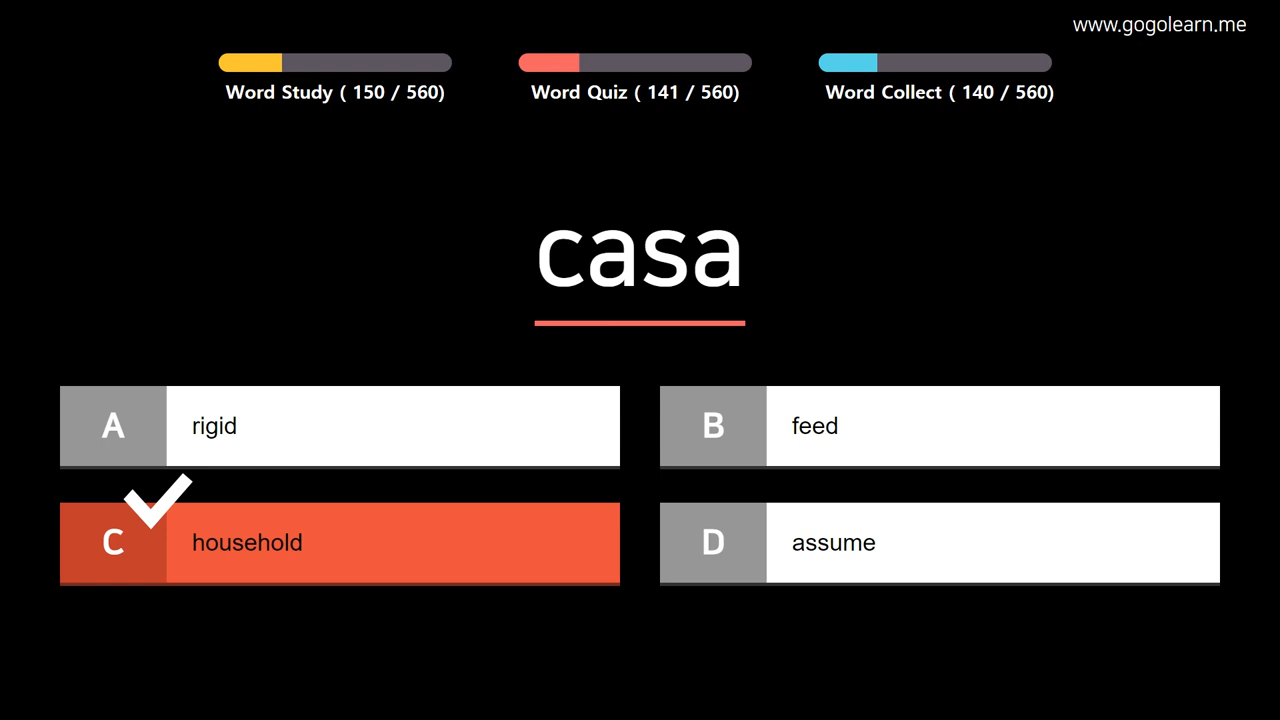 www.gogolearn.me
Word Study ( 150 / 560)
Word Quiz ( 141 / 560)
Word Collect ( 140 / 560)
casa
A rigid
B feed
C household
D assume